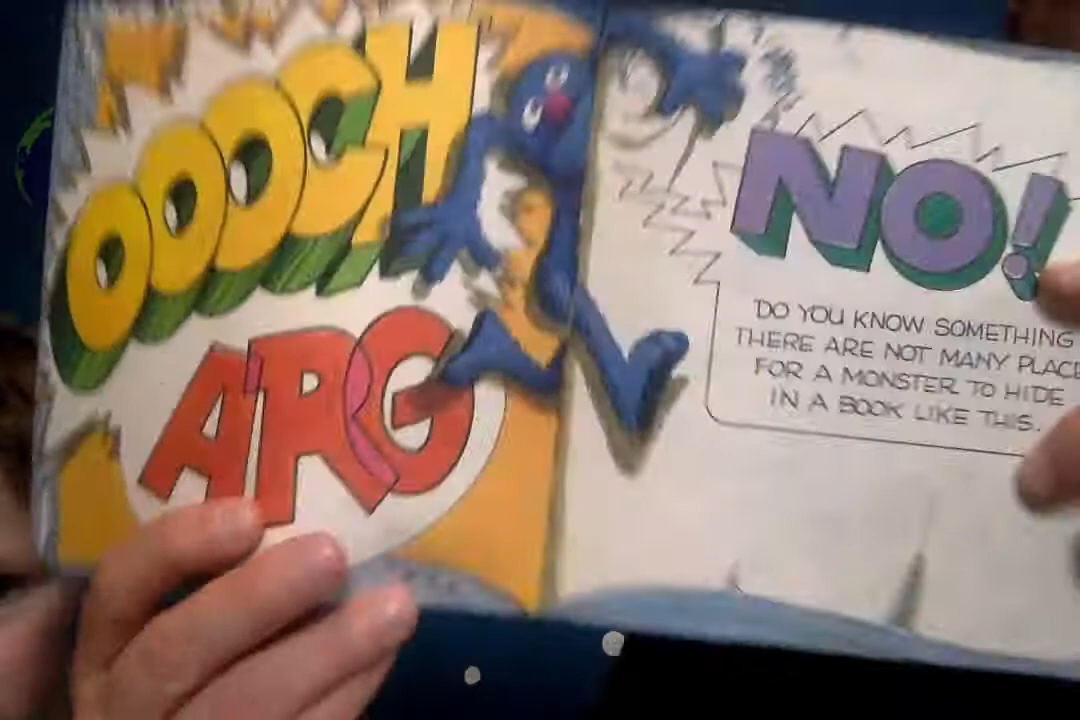 OOOCH
ARG
NO!
DO YOU KNOW SOMETHING
THERE ARE NOT MANY PLACE
FOR A MONSTER TO HIDE
IN A BOOK LIKE THIS.